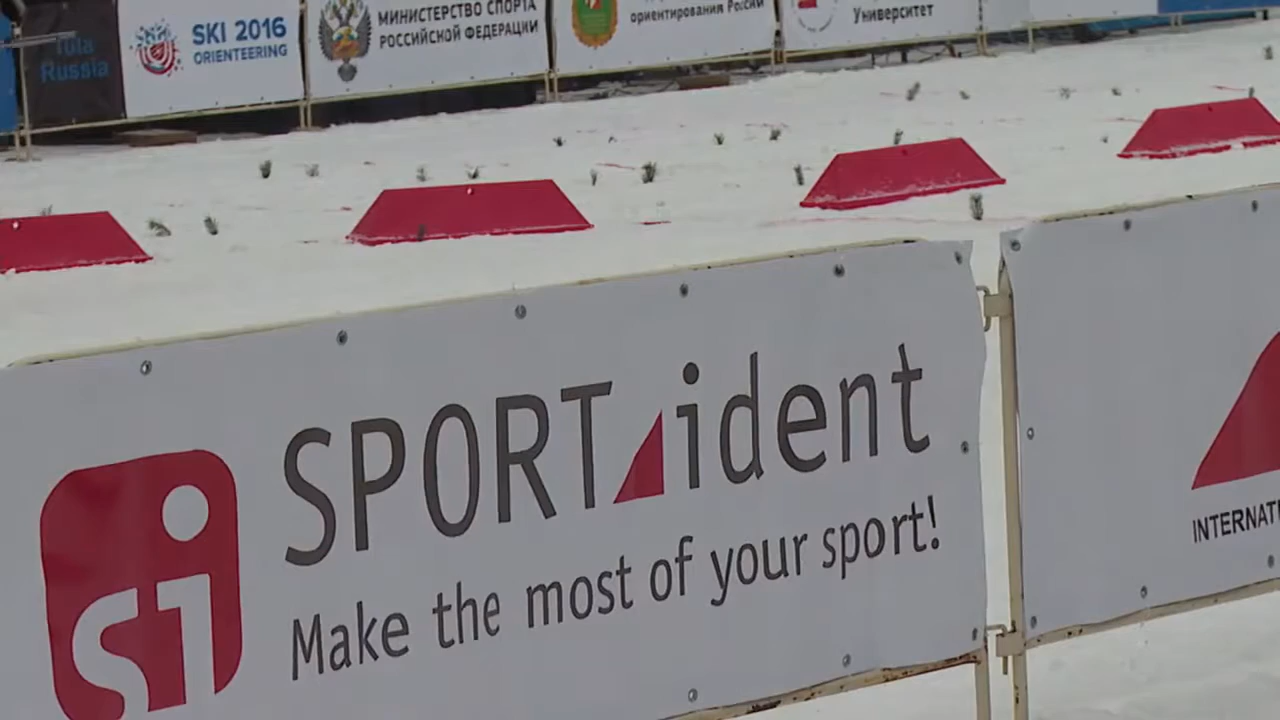 Tula
Russia
SKI 2016
ORIENTEERING
МИНИСТЕРСТВО СПОРТА
РОССИЙСКОЙ ФЕДЕРАЦИИ
ориентирования России
Университет
si
SPORTident
Make the most of your sport!
INTERNATI